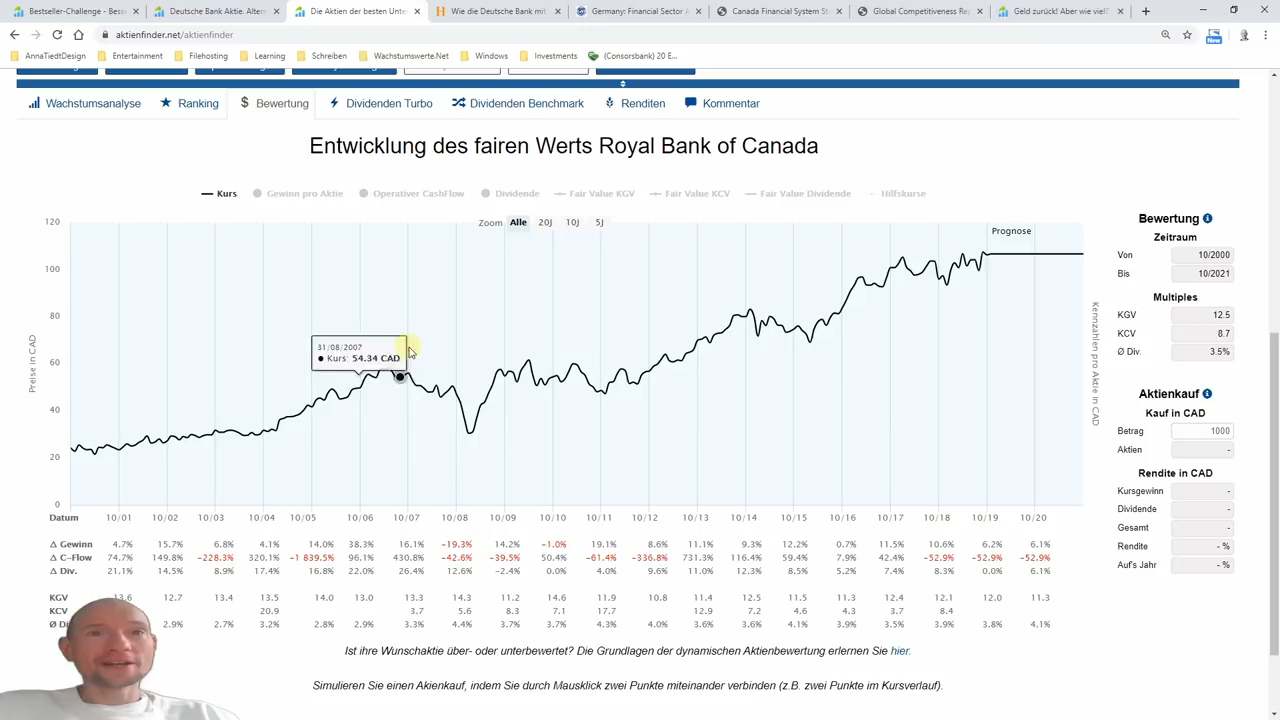 Bestseller-Challenge - Besse
Deutsche Bank Aktie. Altern
Die Aktien der besten Unter
Wie die Deutsche Bank mit
Germany: Financial Sector A
Canada Financial System St
Global Competitiveness Rep
Geld zurück! Aber wie viel?
aktienfinder.net/aktienfinder
New
AnnaTiedtDesign Entertainment Filehosting Learning Schreiben Wachstumswerte.Net Windows Investments (Consorsbank) 20 E...
Wachstumsanalyse Ranking $ Bewertung Dividenden Turbo Dividenden Benchmark Renditen Kommentar
Entwicklung des fairen Werts Royal Bank of Canada
Kurs Gewinn pro Aktie Operativer CashFlow Dividende Fair Value KGV Fair Value KCV Fair Value Dividende Hilfskurse
Zoom Alle 20J 10J 5J
Prognose
120
100
80
60
40
20
0
Preise in CAD
Kennzahlen pro Aktie in CAD
31/08/2007
Kurs: 54.34 CAD
Datum 10/01 10/02 10/03 10/04 10/05 10/06 10/07 10/08 10/09 10/10 10/11 10/12 10/13 10/14 10/15 10/16 10/17 10/18 10/19 10/20
Δ Gewinn 4.7% 15.7% 6.8% 4.1% 14.0% 38.3% 16.1% −19.3% 14.2% −1.0% 19.1% 8.6% 11.1% 9.3% 12.2% 0.7% 11.5% 10.6% 6.2% 6.1%
Δ C-Flow 74.7% 149.8% −228.3% 320.1% −1 839.5% 96.1% 430.8% −42.6% −39.5% 50.4% −61.4% −336.8% 731.3% 116.4% 59.4% 7.9% 42.4% −52.9% −52.9% −52.9%
Δ Div. 21.1% 14.5% 8.9% 17.4% 16.8% 22.0% 26.4% 12.6% −2.4% 0.0% 4.0% 9.6% 11.0% 12.3% 8.5% 5.2% 7.4% 8.3% 0.0% 6.1%
KGV 13.6 12.7 13.4 13.5 14.0 13.0 13.3 14.3 11.2 14.6 11.9 10.8 11.4 12.5 11.5 11.3 12.4 12.1 12.0 11.3
KCV 20.9 3.7 5.6 8.3 7.1 17.7 12.9 7.2 4.6 4.3 3.7 8.4
Ø Di 2.9% 2.7% 3.2% 2.8% 2.9% 3.3% 4.4% 3.7% 3.7% 4.3% 4.0% 3.6% 3.6% 4.1% 3.9% 3.5% 3.9% 3.8% 4.1%
Ist ihre Wunschaktie über- oder unterbewertet? Die Grundlagen der dynamischen Aktienbewertung erlernen Sie hier.
Simulieren Sie einen Akienkauf, indem Sie durch Mausklick zwei Punkte miteinander verbinden (z.B. zwei Punkte im Kursverlauf).
Bewertung
Zeitraum
Von 10/2000
Bis 10/2021
Multiples
KGV 12.5
KCV 8.7
Ø Div. 3.5%
Aktienkauf
Kauf in CAD
Betrag 1000
Aktien -
Rendite in CAD
Kursgewinn -
Dividende -
Gesamt -
Rendite - %
Auf's Jahr - %